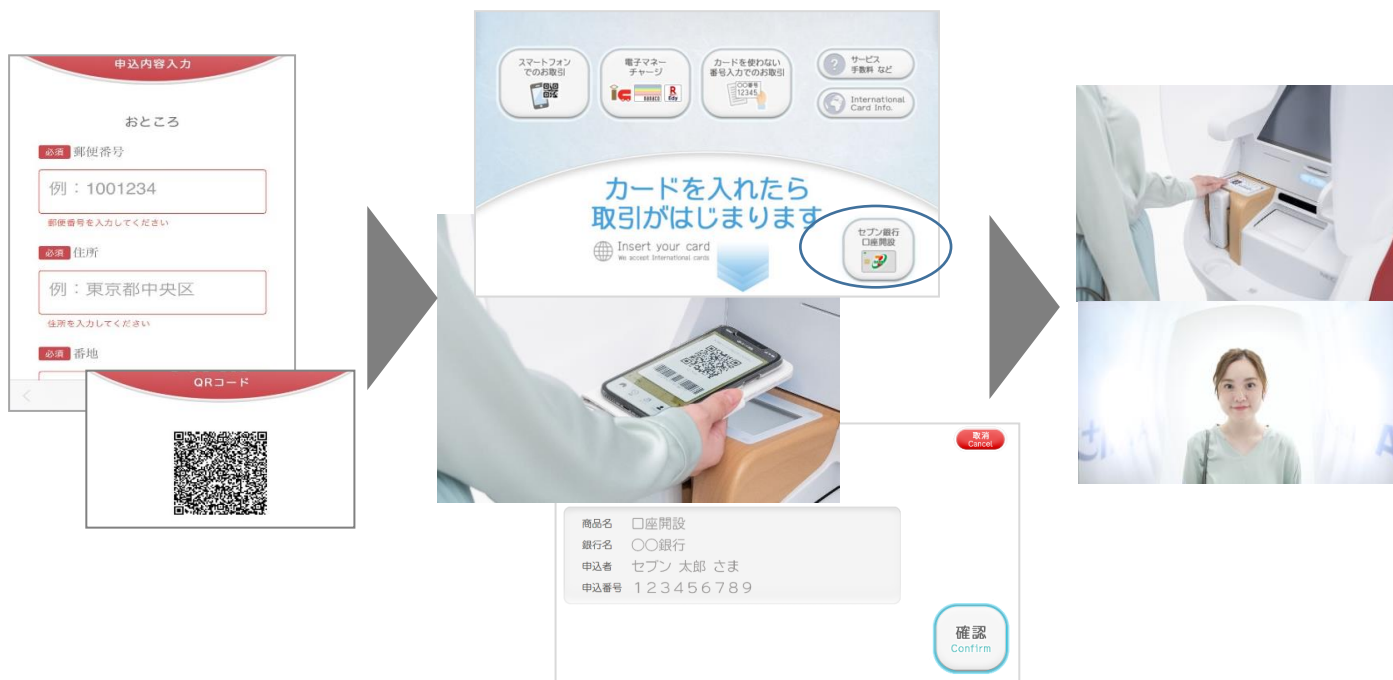 申込内容入力
おところ
必須 郵便番号
例：1001234
郵便番号を入力してください
必須 住所
例：東京都中央区
住所を入力してください
必須 番地
QRコード
スマートフォン
でのお取引
電子マネー
チャージ
nanaco
カードを使わない
番号入力でのお取引
〇〇番号
12345
サービス
手数料 など
International
Card Info.
カードを入れたら
取引がはじまります
Insert your card
We accept International cards
セブン銀行
口座開設
取消
Cancel
商品名 口座開設
銀行名 〇〇銀行
申込者 セブン 太郎 さま
申込番号 １２３４５６７８９
確認
Confirm